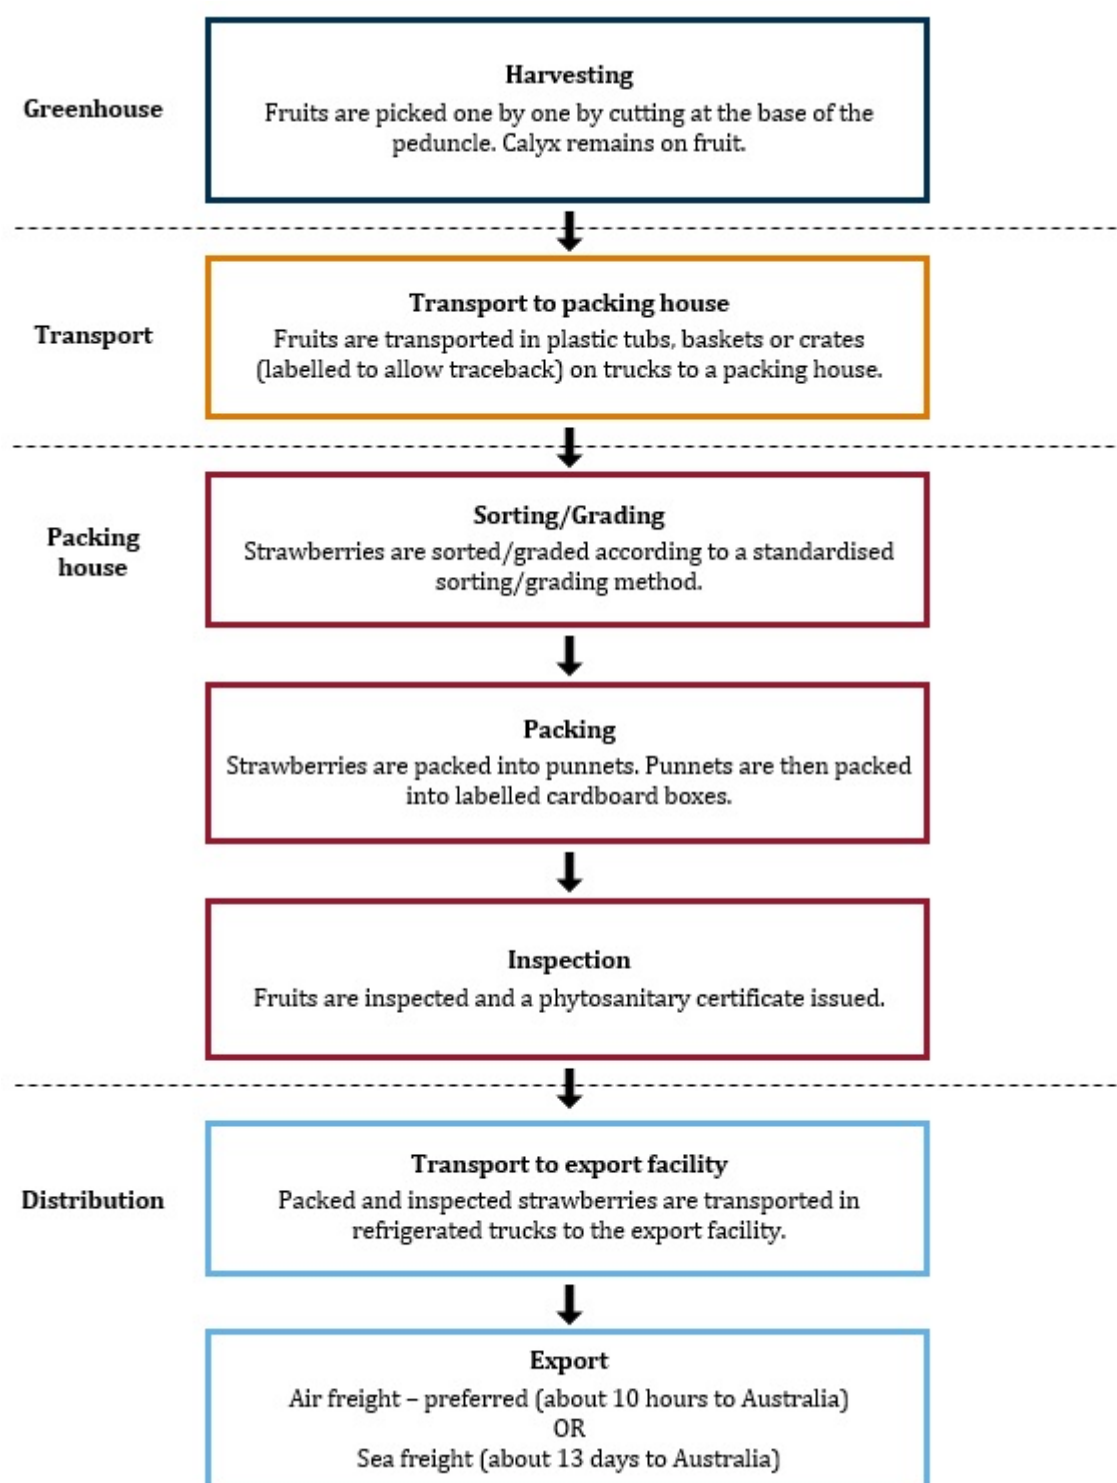 Greenhouse
Harvesting
Fruits are picked one by one by cutting at the base of the
peduncle. Calyx remains on fruit.
Transport
Transport to packing house
Fruits are transported in plastic tubs, baskets or crates
(labelled to allow traceback) on trucks to a packing house.
Packing
house
Sorting/Grading
Strawberries are sorted/graded according to a standardised
sorting/grading method.
Packing
Strawberries are packed into punnets. Punnets are then packed
into labelled cardboard boxes.
Inspection
Fruits are inspected and a phytosanitary certificate issued.
Distribution
Transport to export facility
Packed and inspected strawberries are transported in
refrigerated trucks to the export facility.
Export
Air freight – preferred (about 10 hours to Australia)
OR
Sea freight (about 13 days to Australia)